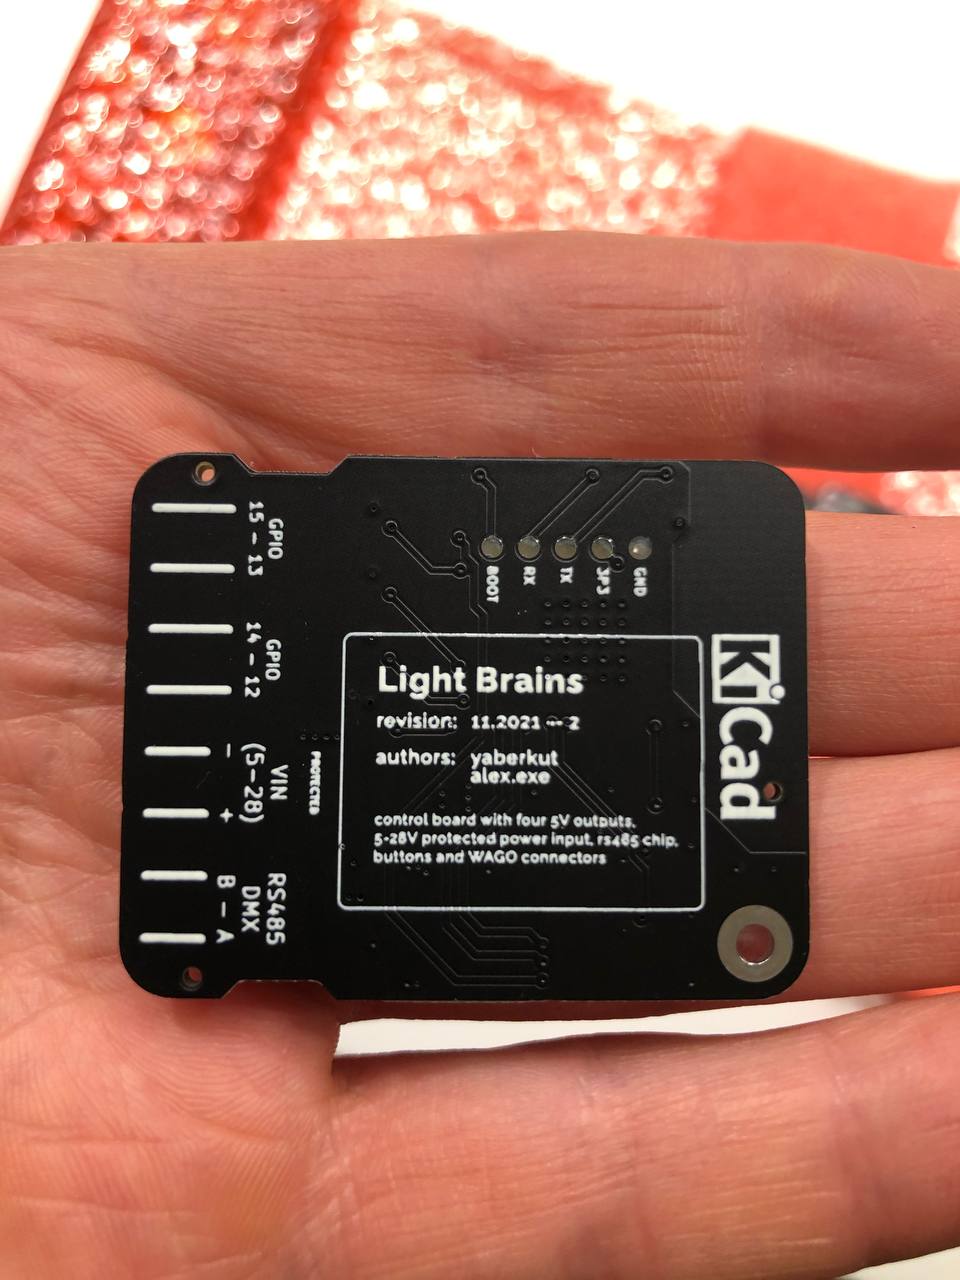 GPIO
15 – 13
GPIO
14 – 12
VIN
(5–28)
– +
PROTECTED
RS485
DMX
B – A
BOOT
RX
TX
3P3
GND
Light Brains
revision: 11.2021 -- 2
authors: yaberkut
alex.exe
control board with four 5V outputs,
5-28V protected power input, rs485 chip,
buttons and WAGO connectors
KiCad